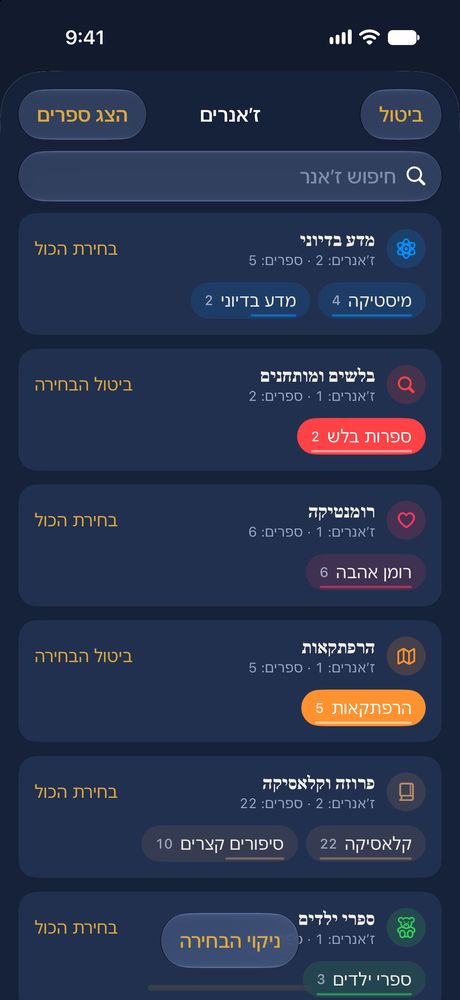 9:41
ביטול
ז'אנרים
הצג ספרים
חיפוש ז'אנר
מדע בדיוני
ז'אנרים: 2 · ספרים: 5
בחירת הכול
מיסטיקה 4
מדע בדיוני 2
בלשים ומותחנים
ז'אנרים: 1 · ספרים: 2
ביטול הבחירה
ספרות בלש 2
רומנטיקה
ז'אנרים: 1 · ספרים: 6
בחירת הכול
רומן אהבה 6
הרפתקאות
ז'אנרים: 1 · ספרים: 5
ביטול הבחירה
הרפתקאות 5
פרוזה וקלאסיקה
ז'אנרים: 2 · ספרים: 22
בחירת הכול
קלאסיקה 22
סיפורים קצרים 10
ספרי ילדים
ז'אנרים: 1
בחירת הכול
ניקוי הבחירה
ספרי ילדים 3